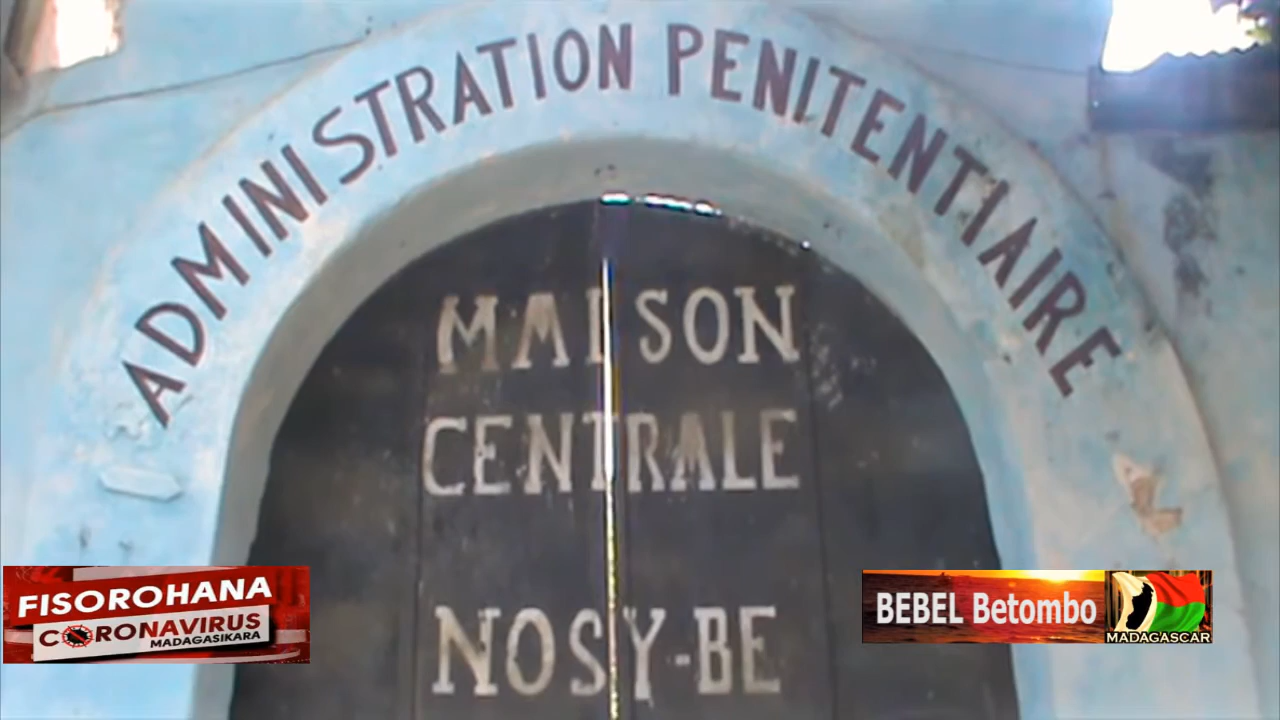 ADMINISTRATION PENITENTIAIRE
MAISON
CENTRALE
NOSY-BE
FISOROHANA
CORONAVIRUS
MADAGASIKARA
BEBEL Betombo
MADAGASCAR